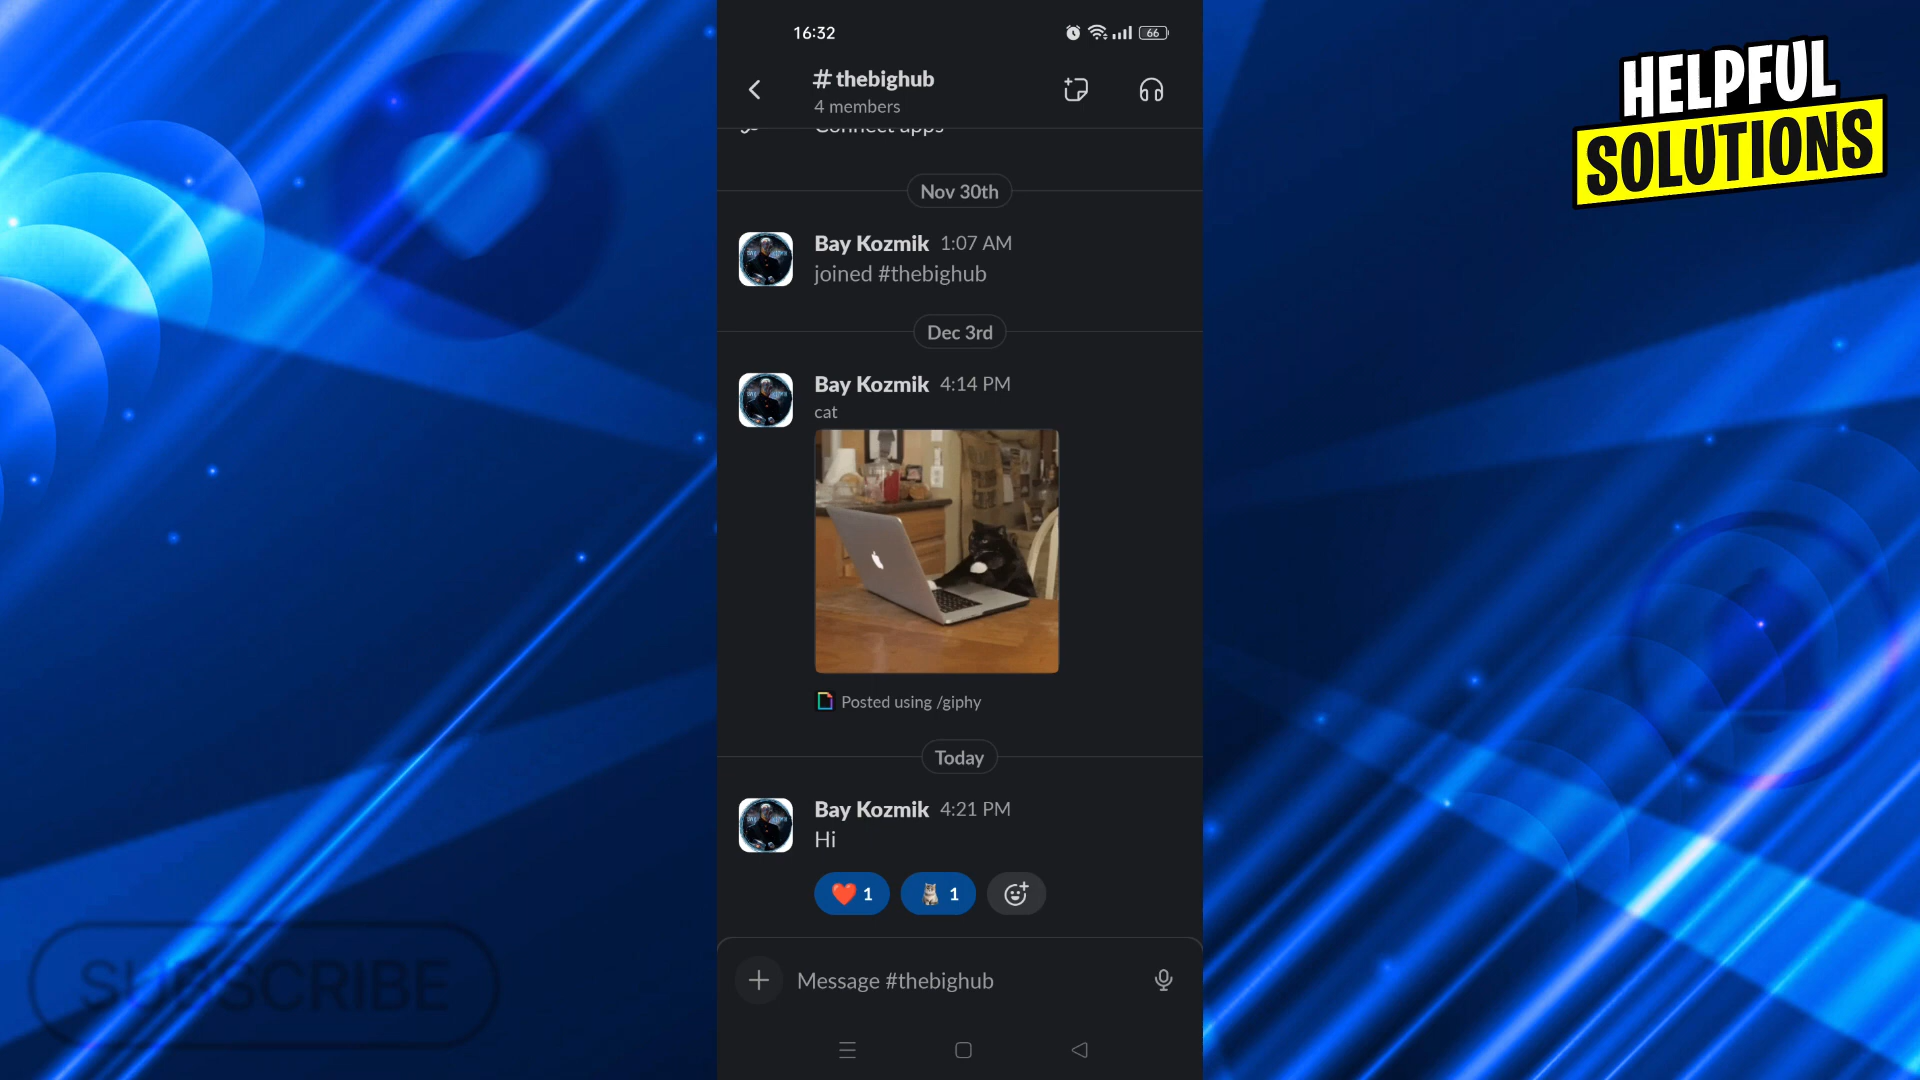 16:32
66
#thebighub
4 members
Connect apps
Nov 30th
Bay Kozmik 1:07 AM
joined #thebighub
Dec 3rd
Bay Kozmik 4:14 PM
cat
Posted using /giphy
Today
Bay Kozmik 4:21 PM
Hi
1 1
Message #thebighub
HELPFUL
SOLUTIONS
SUBSCRIBE